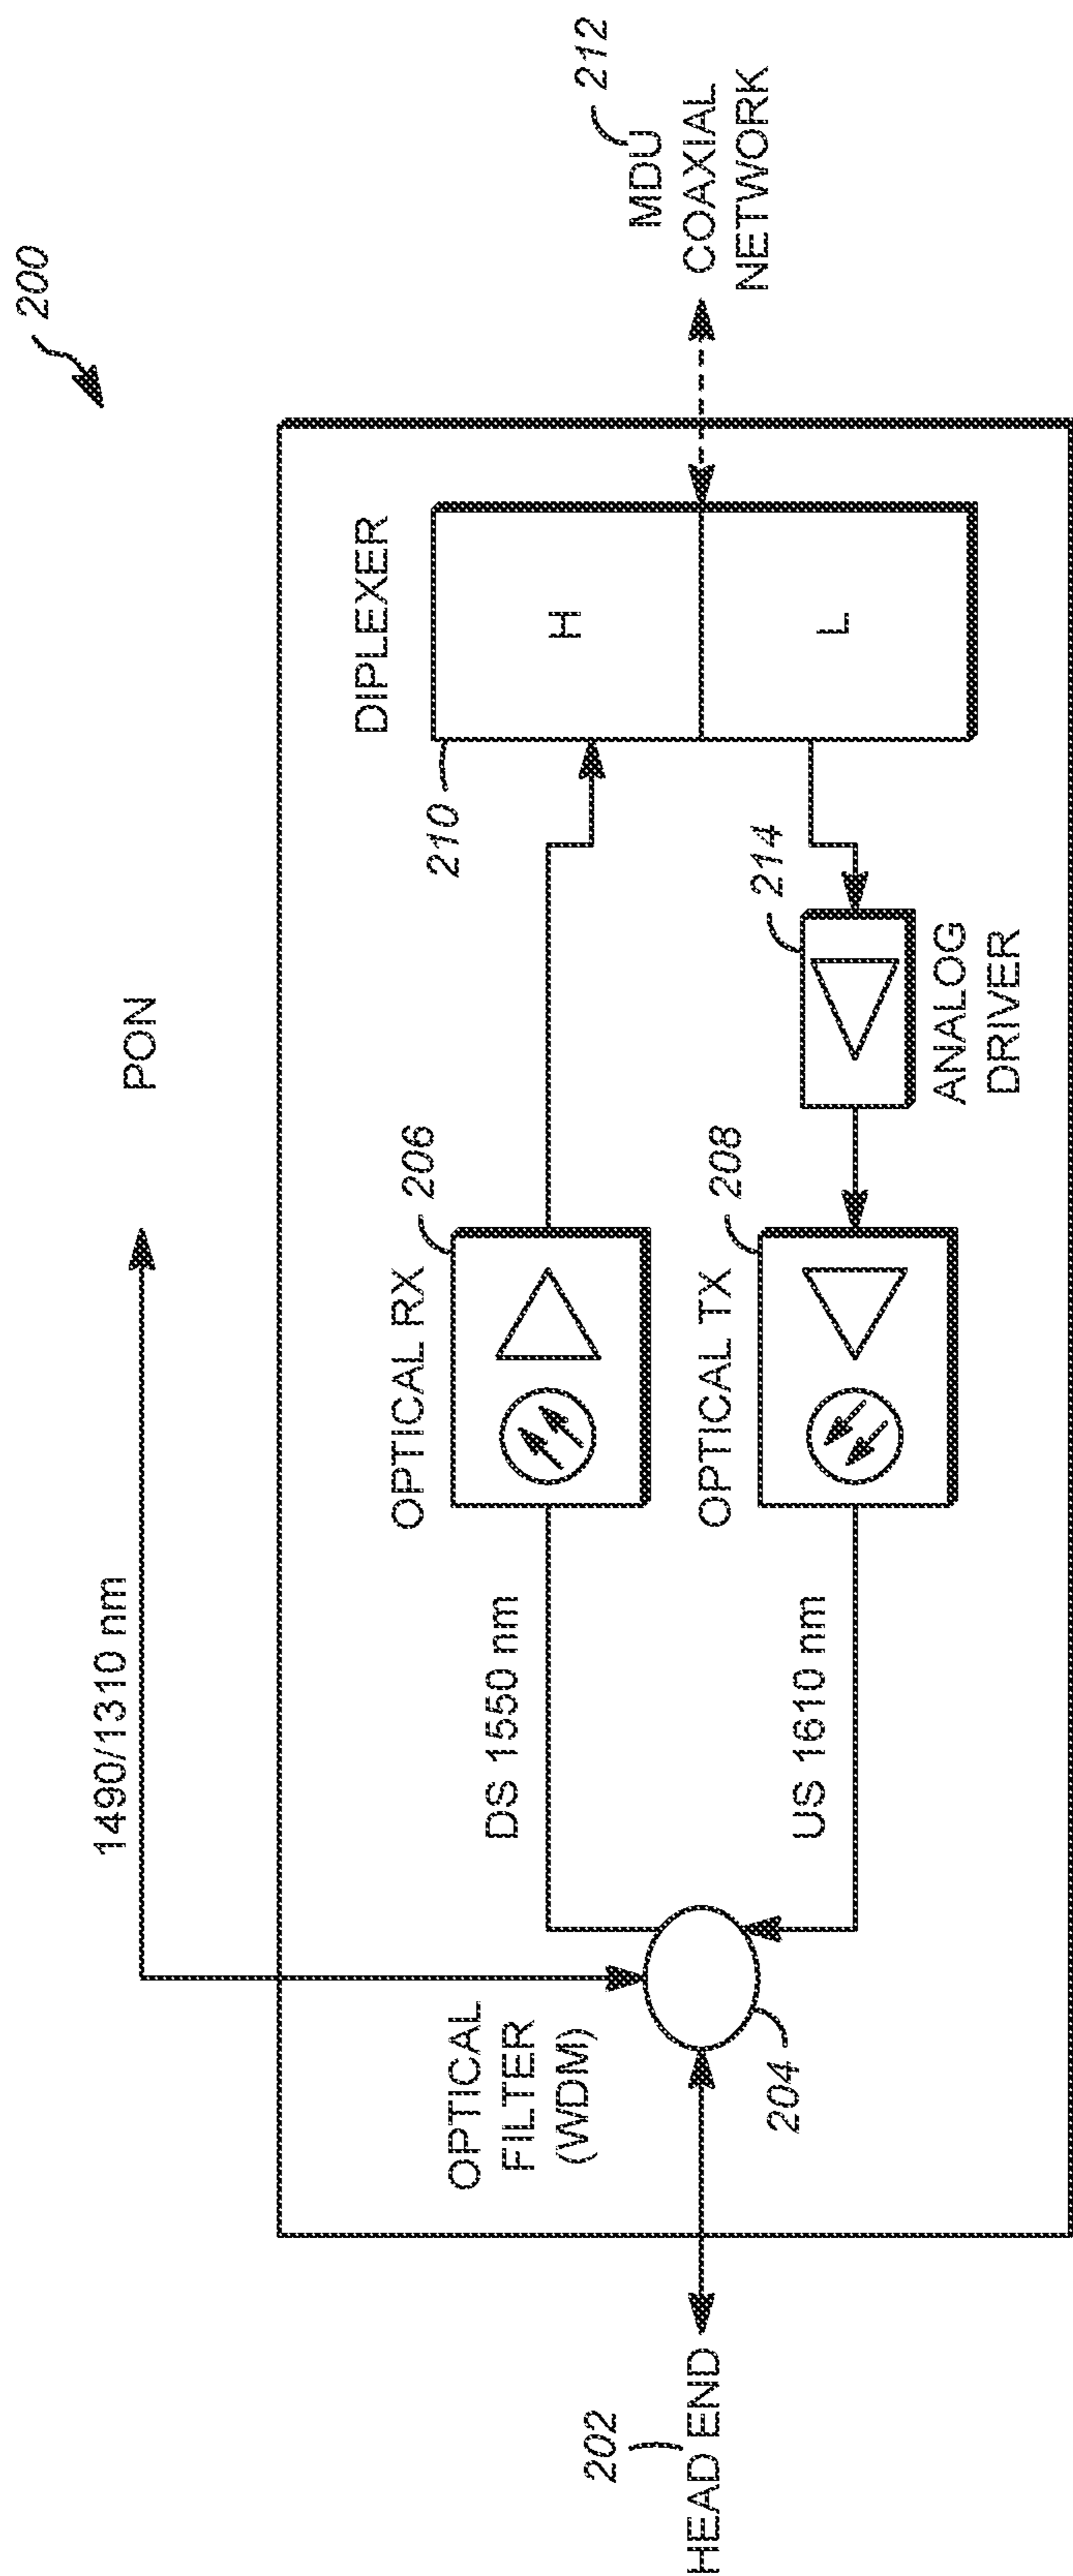 200
PON
1490/1310 nm
OPTICAL
FILTER
(WDM)
204
HEAD END
202
DS 1550 nm
US 1610 nm
OPTICAL RX
206
OPTICAL TX
208
ANALOG
DRIVER
214
DIPLEXER
210
H
L
MDU
COAXIAL
NETWORK
212